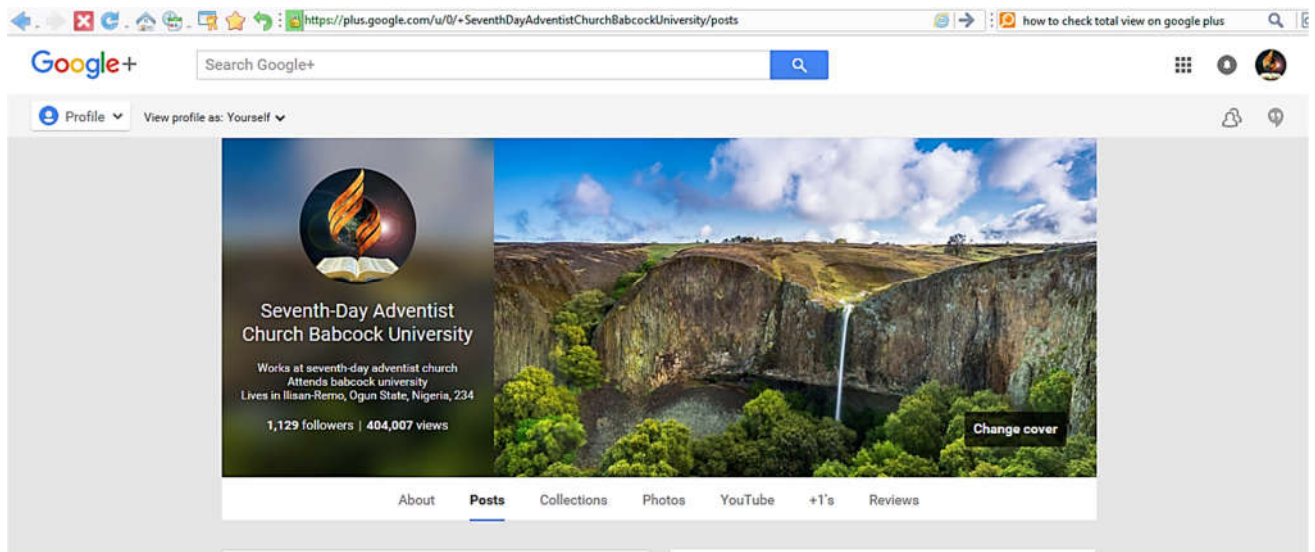 https://plus.google.com/u/0/+SeventhDayAdventistChurchBabcockUniversity/posts
how to check total view on google plus
Google+
Search Google+
Profile
View profile as: Yourself
Seventh-Day Adventist
Church Babcock University
Works at seventh-day adventist church
Attends babcock university
Lives in Ilisan-Remo, Ogun State, Nigeria, 234
1,129 followers | 404,007 views
Change cover
About Posts Collections Photos YouTube +1's Reviews